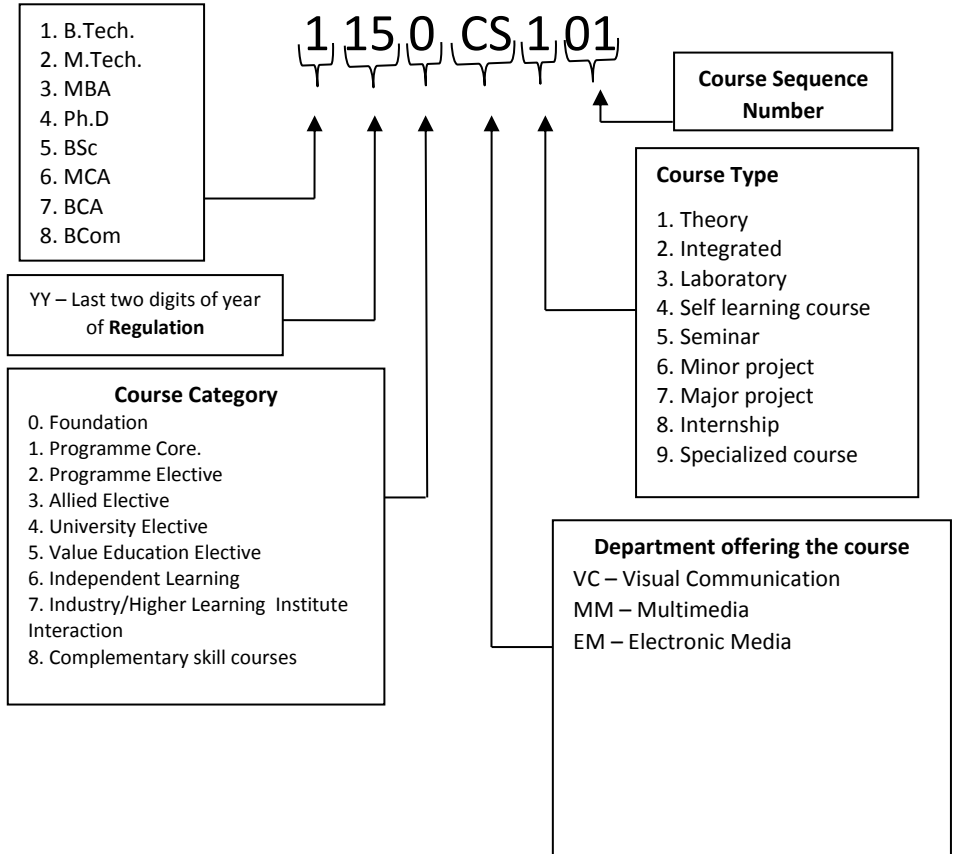 1 15 0 CS 1 01
1. B.Tech.
2. M.Tech.
3. MBA
4. Ph.D
5. BSc
6. MCA
7. BCA
8. BCom
Course Sequence
Number
Course Type
1. Theory
2. Integrated
3. Laboratory
4. Self learning course
5. Seminar
6. Minor project
7. Major project
8. Internship
9. Specialized course
YY – Last two digits of year
of Regulation
Course Category
0. Foundation
1. Programme Core.
2. Programme Elective
3. Allied Elective
4. University Elective
5. Value Education Elective
6. Independent Learning
7. Industry/Higher Learning Institute
Interaction
8. Complementary skill courses
Department offering the course
VC – Visual Communication
MM – Multimedia
EM – Electronic Media